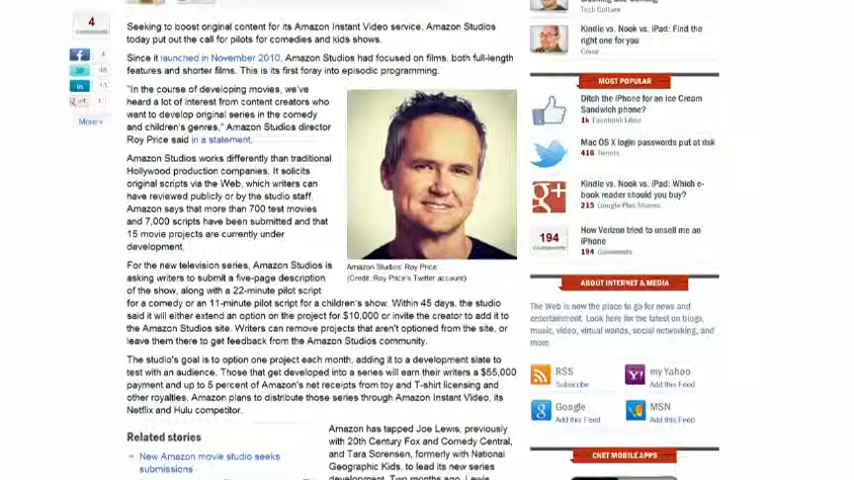 Tech Culture
4
Seeking to boost original content for its Amazon Instant Video service, Amazon Studios
today put out the call for pilots for comedies and kids shows.
Since it launched in November 2010, Amazon Studios had focused on films, both full-length
features and shorter films. This is its first foray into episodic programming.
"In the course of developing movies, we've
heard a lot of interest from content creators who
want to develop original series in the comedy
and children's genres," Amazon Studios director
Roy Price said in a statement.
More »
Amazon Studios works differently than traditional
Hollywood production companies. It solicits
original scripts via the Web, which writers can
have reviewed publicly or by the studio staff.
Amazon says that more than 700 test movies
and 7,000 scripts have been submitted and that
15 movie projects are currently under
development.
Amazon Studios' Roy Price
(Credit: Roy Price's Twitter account)
For the new television series, Amazon Studios is
asking writers to submit a five-page description
of the show, along with a 22-minute pilot script
for a comedy or an 11-minute pilot script for a children's show. Within 45 days, the studio
said it will either extend an option on the project for $10,000 or invite the creator to add it to
the Amazon Studios site. Writers can remove projects that aren't optioned from the site, or
leave them there to get feedback from the Amazon Studios community.
The studio's goal is to option one project each month, adding it to a development slate to
test with an audience. Those that get developed into a series will earn their writers a $55,000
payment and up to 5 percent of Amazon's net receipts from toy and T-shirt licensing and
other royalties. Amazon plans to distribute those series through Amazon Instant Video, its
Netflix and Hulu competitor.
Related stories
New Amazon movie studio seeks
submissions
Amazon has tapped Joe Lewis, previously
with 20th Century Fox and Comedy Central,
and Tara Sorensen, formerly with National
Geographic Kids, to lead its new series
development. Two months ago, Lewis
Kindle vs. Nook vs. iPad: Find the
right one for you
Crave
MOST POPULAR
Ditch the iPhone for an Ice Cream
Sandwich phone?
1k Facebook Likes
Mac OS X login passwords put at risk
416 Tweets
Kindle vs. Nook vs. iPad: Which e-
book reader should you buy?
215 Google Plus Shares
194
comments
How Verizon tried to unsell me an
iPhone
194 Comments
ABOUT INTERNET & MEDIA
The Web is now the place to go for news and
entertainment. Look here for the latest on blogs,
music, video, virtual worlds, social networking, and
more.
RSS
Subscribe
my Yahoo
Add this Feed
Google
Add this Feed
MSN
Add this Feed
CNET MOBILE APPS